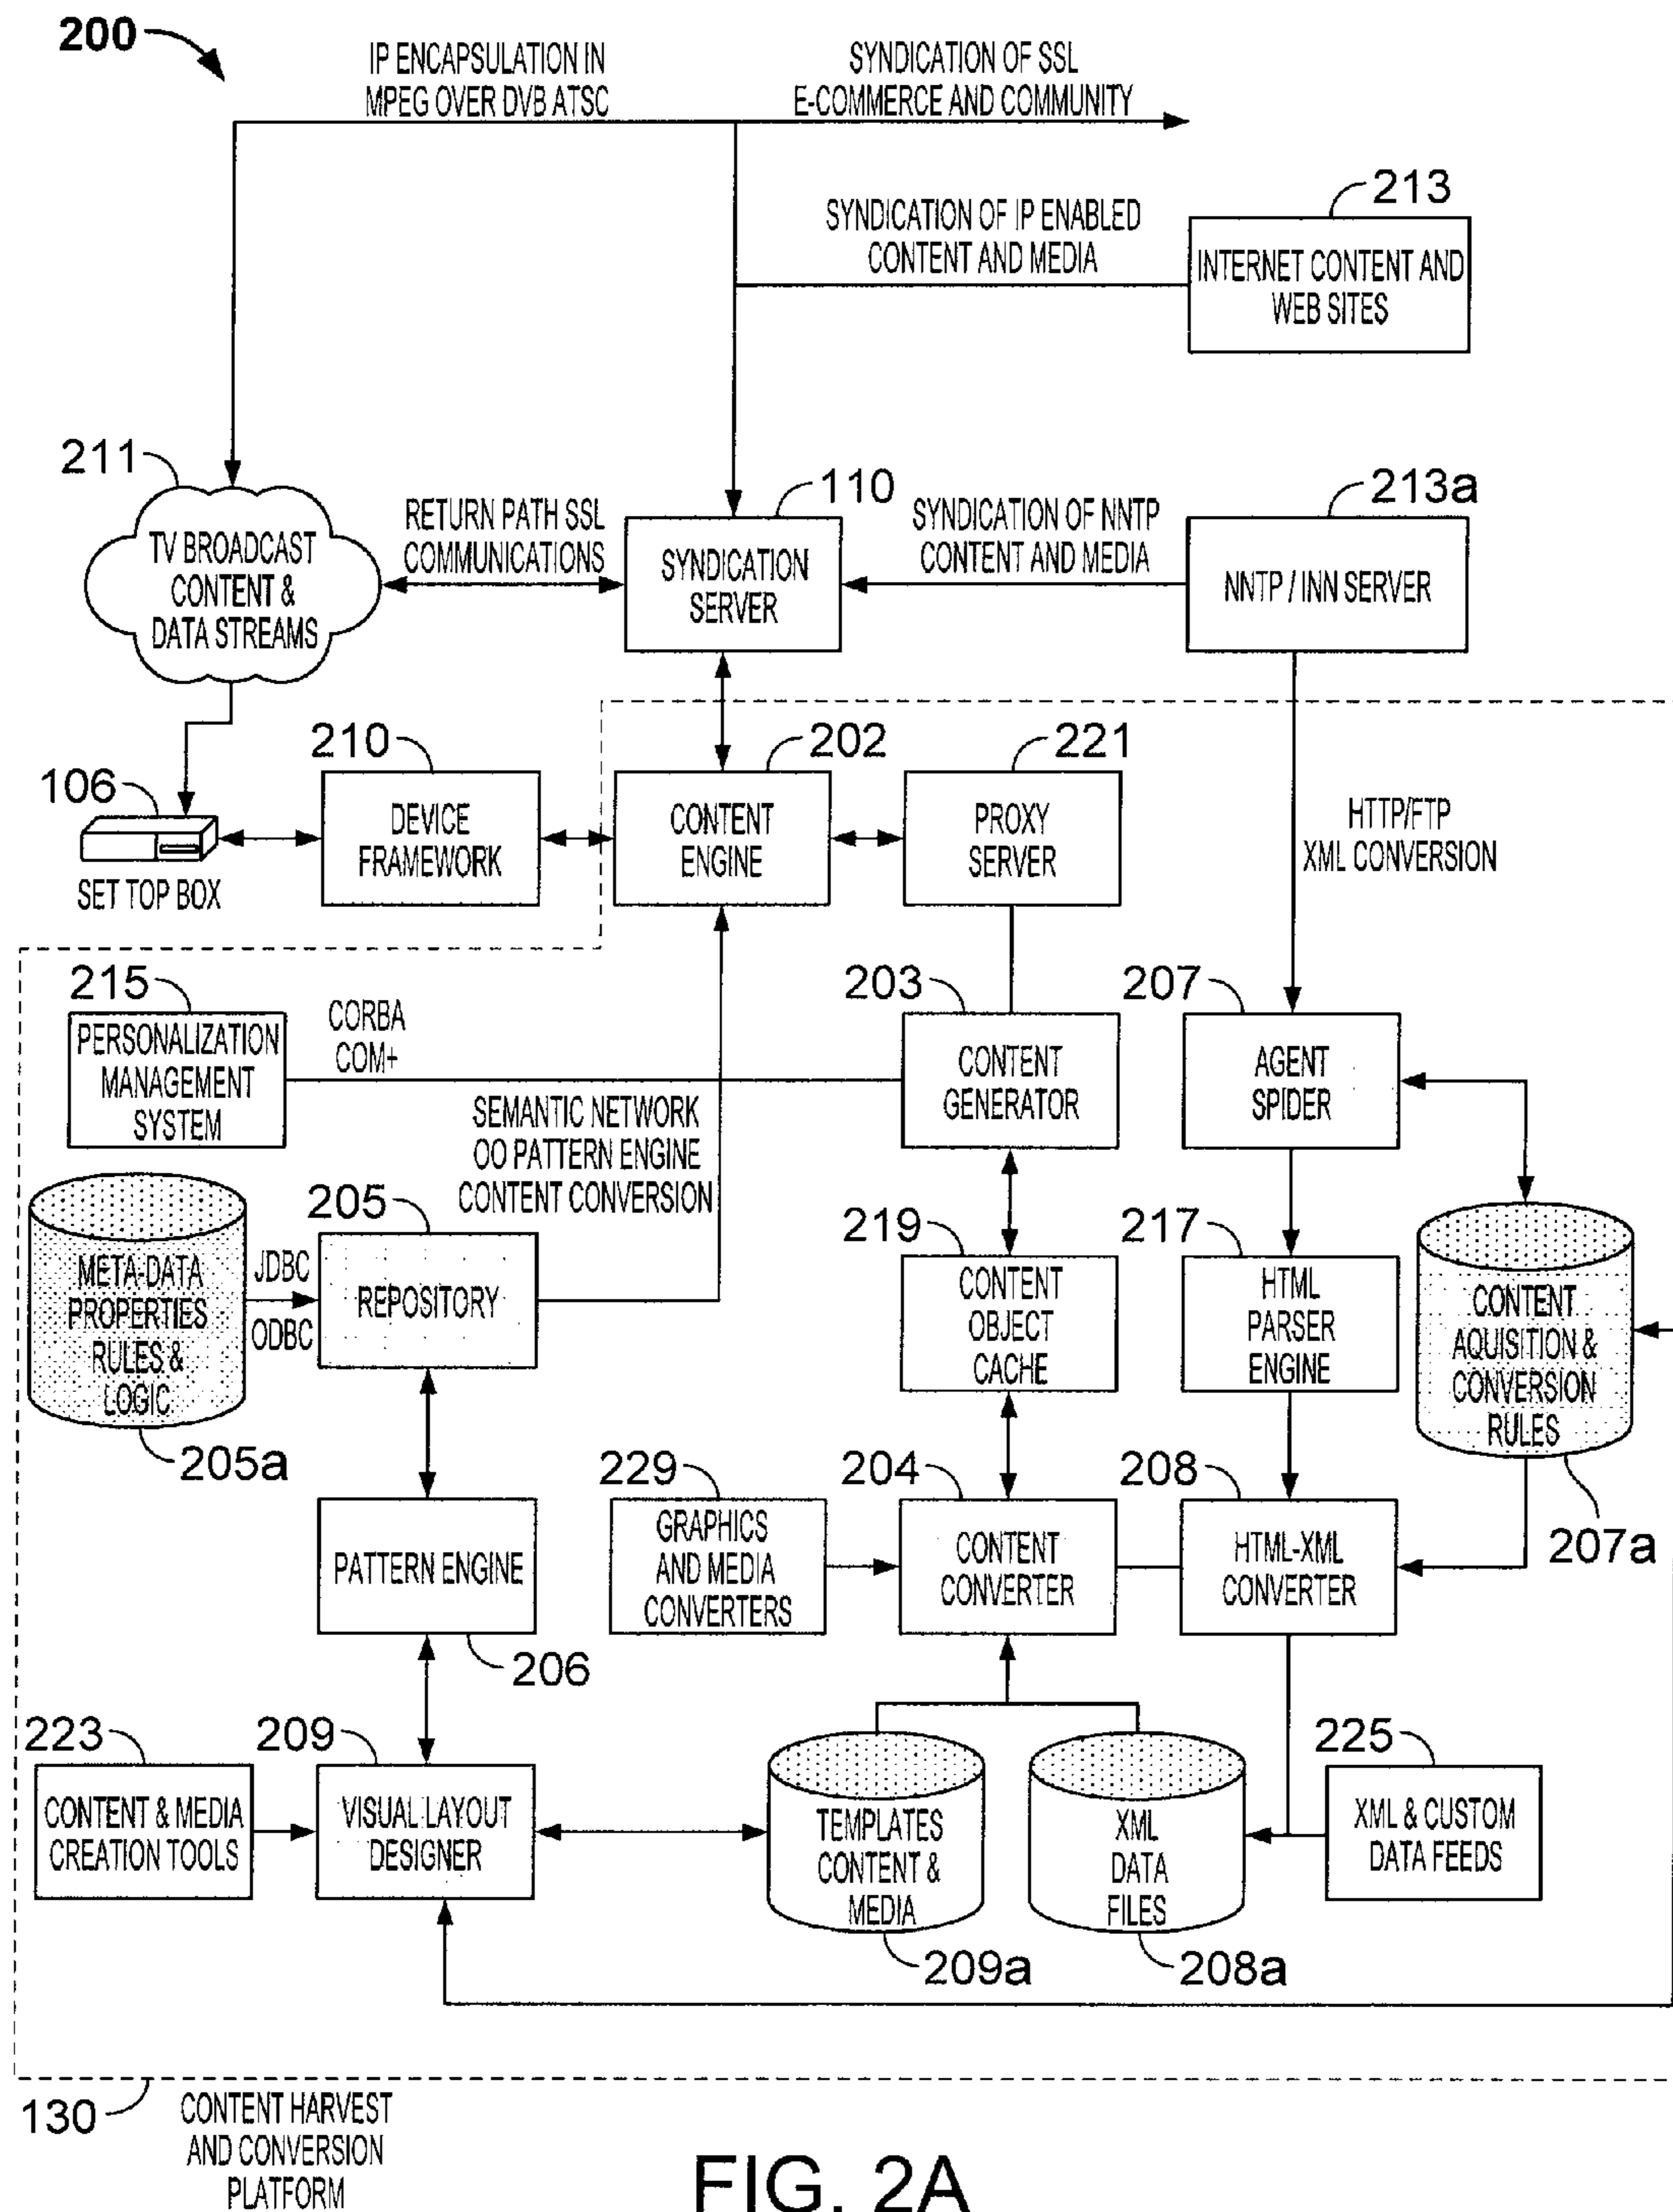 200
IP ENCAPSULATION IN
MPEG OVER DVB ATSC
SYNDICATION OF SSL
E-COMMERCE AND COMMUNITY
213
SYNDICATION OF IP ENABLED
CONTENT AND MEDIA
INTERNET CONTENT AND
WEB SITES
211
TV BROADCAST
CONTENT &
DATA STREAMS
RETURN PATH SSL
COMMUNICATIONS
110
SYNDICATION
SERVER
SYNDICATION OF NNTP
CONTENT AND MEDIA
213a
NNTP / INN SERVER
106
SET TOP BOX
210
DEVICE
FRAMEWORK
202
CONTENT
ENGINE
221
PROXY
SERVER
HTTP/FTP
XML CONVERSION
215
PERSONALIZATION
MANAGEMENT
SYSTEM
CORBA
COM+
203
CONTENT
GENERATOR
207
AGENT
SPIDER
SEMANTIC NETWORK
OO PATTERN ENGINE
CONTENT CONVERSION
META-DATA
PROPERTIES
RULES &
LOGIC
205a
JDBC
ODBC
205
REPOSITORY
219
CONTENT
OBJECT
CACHE
217
HTML
PARSER
ENGINE
CONTENT
AQUISITION &
CONVERSION
RULES
207a
PATTERN ENGINE
206
229
GRAPHICS
AND MEDIA
CONVERTERS
204
CONTENT
CONVERTER
208
HTML-XML
CONVERTER
223
CONTENT & MEDIA
CREATION TOOLS
209
VISUAL LAYOUT
DESIGNER
TEMPLATES
CONTENT &
MEDIA
209a
XML
DATA
FILES
208a
225
XML & CUSTOM
DATA FEEDS
130
CONTENT HARVEST
AND CONVERSION
PLATFORM
FIG. 2A